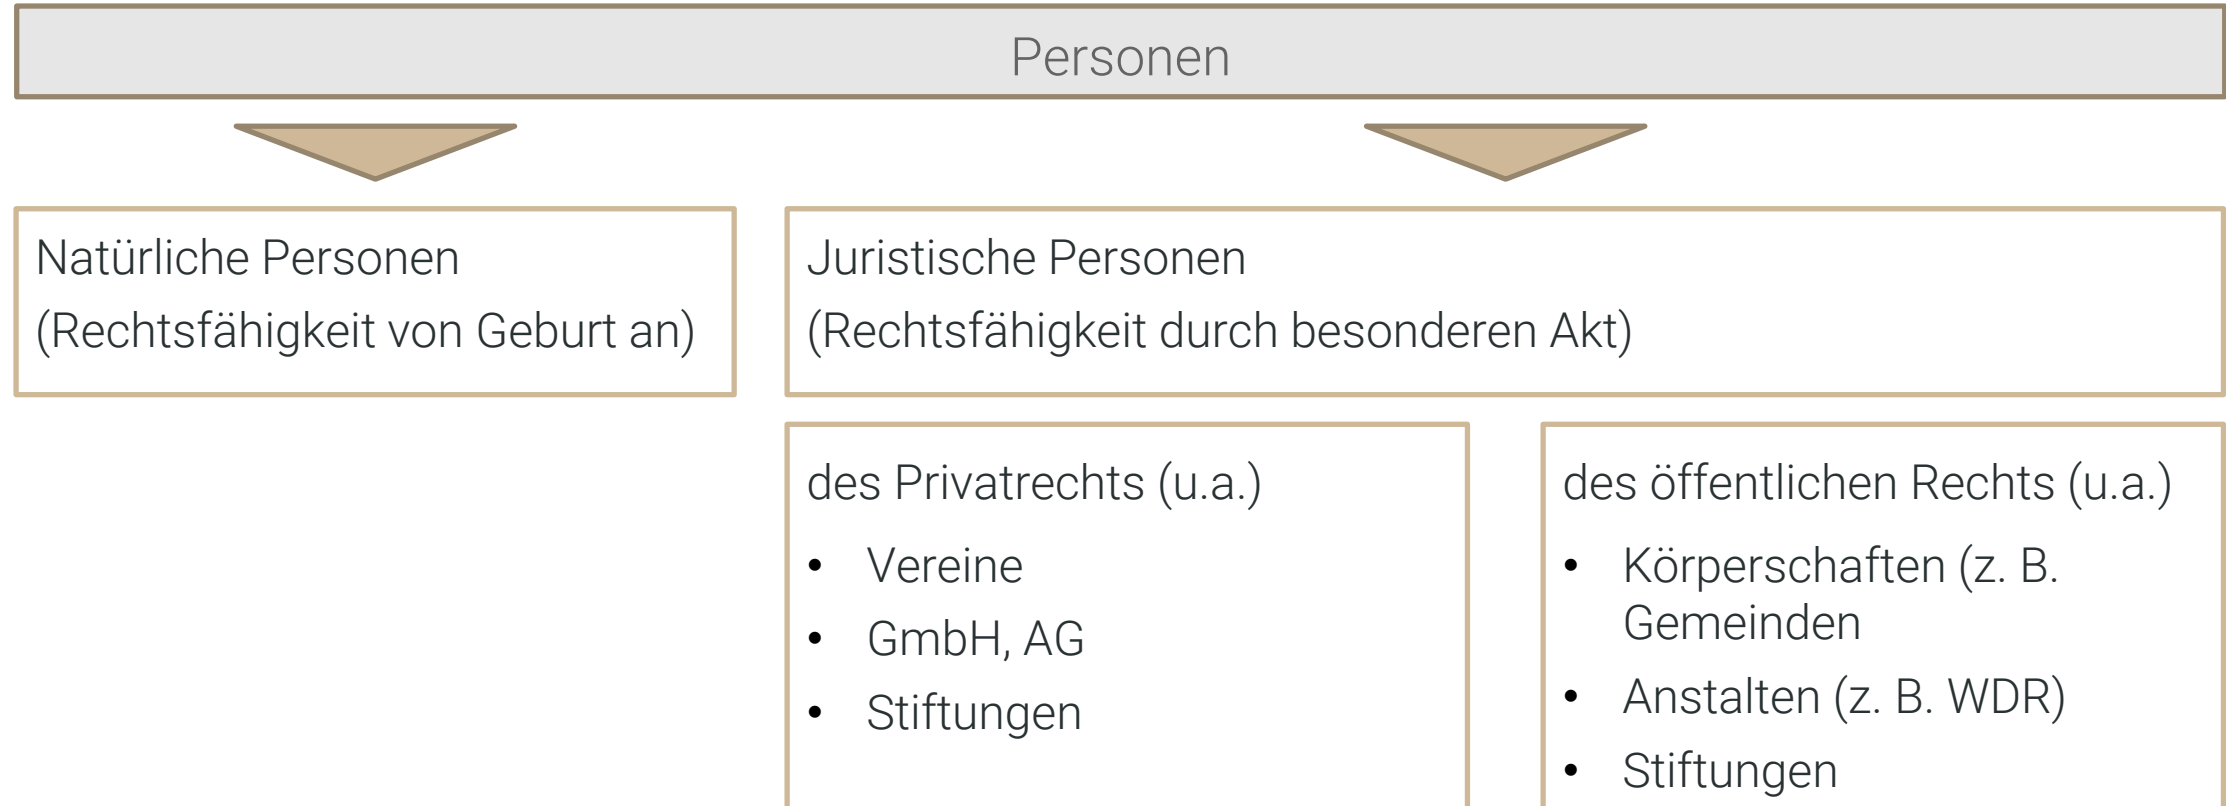 Personen
Natürliche Personen
(Rechtsfähigkeit von Geburt an)
Juristische Personen
(Rechtsfähigkeit durch besonderen Akt)
des Privatrechts (u.a.)
• Vereine
• GmbH, AG
• Stiftungen
des öffentlichen Rechts (u.a.)
• Körperschaften (z. B.
Gemeinden
• Anstalten (z. B. WDR)
• Stiftungen